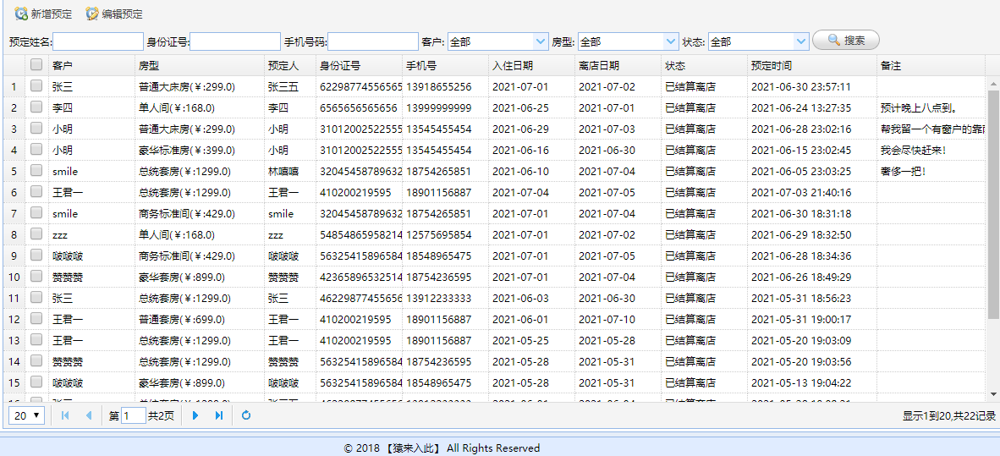 新增预定 编辑预定
预定姓名: 身份证号: 手机号码: 客户: 全部 房型: 全部 状态: 全部 搜索
客户 房型 预定人 身份证号 手机号 入住日期 离店日期 状态 预定时间 备注
1 张三 普通大床房(￥:299.0) 张三五 62298774556565 13918655256 2021-07-01 2021-07-02 已结算离店 2021-06-30 23:57:11
2 李四 单人间(￥:168.0) 李四 6565656565656 13999999999 2021-06-25 2021-07-01 已结算离店 2021-06-24 13:27:35 预计晚上八点到。
3 小明 普通大床房(￥:299.0) 小明 31012002522555 13545455454 2021-06-29 2021-07-03 已结算离店 2021-06-28 23:02:16 帮我留一个有窗户的靠
4 小明 豪华标准房(￥:399.0) 小明 31012002522555 13545455454 2021-06-16 2021-06-30 已结算离店 2021-06-15 23:02:45 我会尽快赶来！
5 smile 总统套房(￥:1299.0) 林嘻嘻 32045458789632 18754265851 2021-06-10 2021-07-04 已结算离店 2021-06-05 23:03:25 奢侈一把！
6 王君一 总统套房(￥:1299.0) 王君一 410200219595 18901156887 2021-07-04 2021-07-05 已结算离店 2021-07-03 21:40:16
7 smile 商务标准间(￥:429.0) smile 32045458789632 18754265851 2021-07-01 2021-07-04 已结算离店 2021-06-30 18:31:18
8 zzz 单人间(￥:168.0) zzz 54854865958214 12575695854 2021-07-01 2021-07-02 已结算离店 2021-06-29 18:32:50
9 啵啵啵 商务标准间(￥:429.0) 啵啵啵 56325415896584 18548965475 2021-07-01 2021-07-05 已结算离店 2021-06-28 18:34:36
10 赞赞赞 豪华套房(￥:899.0) 赞赞赞 42365896532514 18754236595 2021-07-01 2021-07-04 已结算离店 2021-06-26 18:49:29
11 张三 总统套房(￥:1299.0) 张三 46229877455656 13912233333 2021-06-03 2021-06-30 已结算离店 2021-05-31 18:56:23
12 王君一 普通套房(￥:699.0) 王君一 410200219595 18901156887 2021-06-01 2021-07-10 已结算离店 2021-05-31 19:00:17
13 王君一 总统套房(￥:1299.0) 王君一 410200219595 18901156887 2021-05-25 2021-05-28 已结算离店 2021-05-20 19:03:09
14 赞赞赞 总统套房(￥:1299.0) 赞赞赞 56325415896584 18754236595 2021-05-28 2021-05-31 已结算离店 2021-05-20 19:03:56
15 啵啵啵 豪华套房(￥:899.0) 啵啵啵 56325415896584 18548965475 2021-05-28 2021-05-31 已结算离店 2021-05-13 19:04:22
20 第 1 共2页 显示1到20,共22记录
© 2018 【猿来入此】 All Rights Reserved